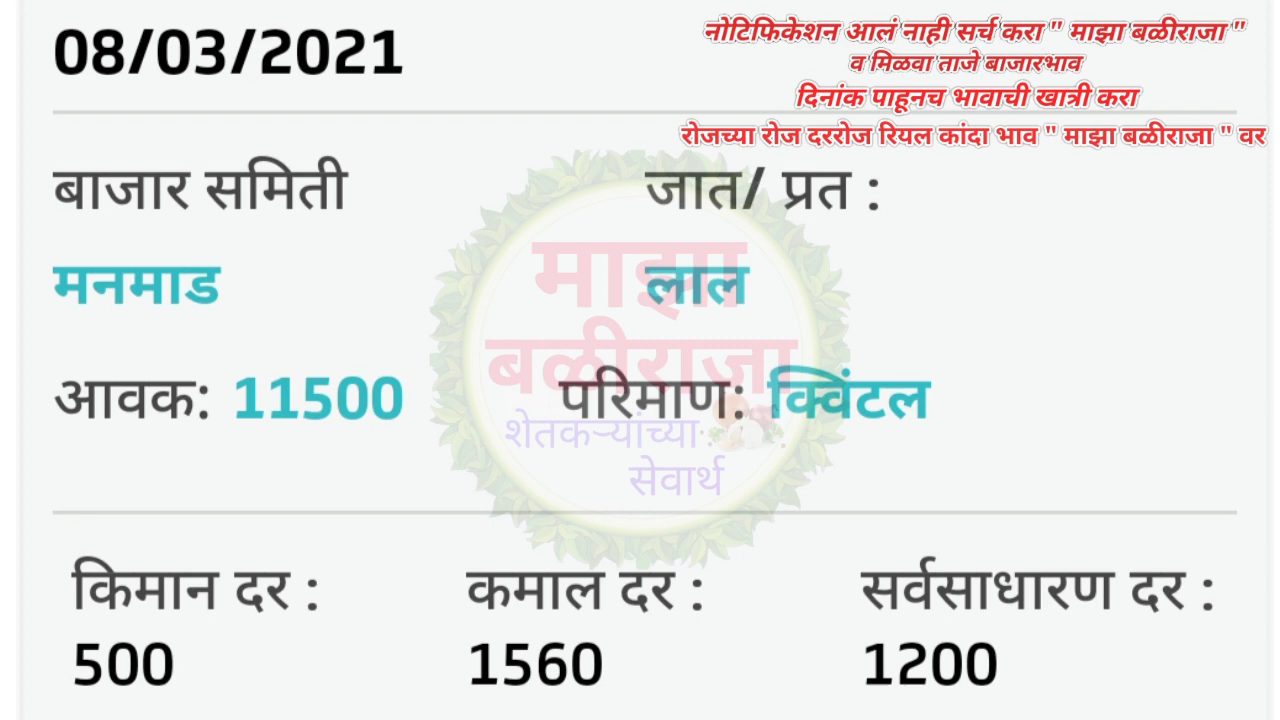 08/03/2021
नोटिफिकेशन आलं नाही सर्च करा " माझा बळीराजा "
व मिळवा ताजे बाजारभाव
दिनांक पाहूनच भावाची खात्री करा
रोजच्या रोज दररोज रियल कांदा भाव " माझा बळीराजा " वर
बाजार समिती जात/ प्रत :
मनमाड लाल
माझा
बळीराजा
आवक: 11500 परिमाण: क्विंटल
शेतकऱ्यांच्या
सेवार्थ
किमान दर : कमाल दर : सर्वसाधारण दर :
500 1560 1200